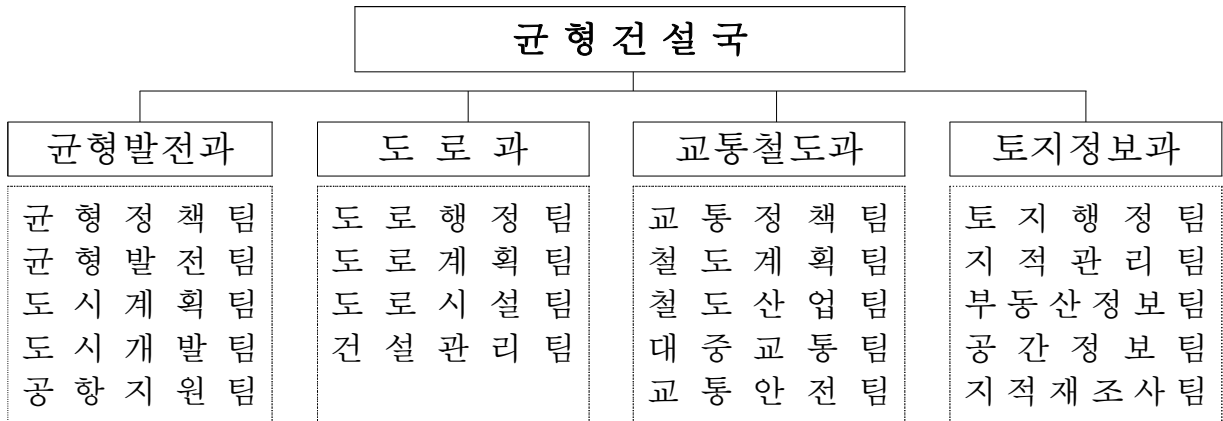 균형건설국
균형발전과
균형정책팀
균형발전팀
도시계획팀
도시개발팀
공항지원팀
도로과
도로행정팀
도로계획팀
도로시설팀
건설관리팀
교통철도과
교통정책팀
철도계획팀
철도산업팀
대중교통팀
교통안전팀
토지정보과
토지행정팀
지적관리팀
부동산정보팀
공간정보팀
지적재조사팀